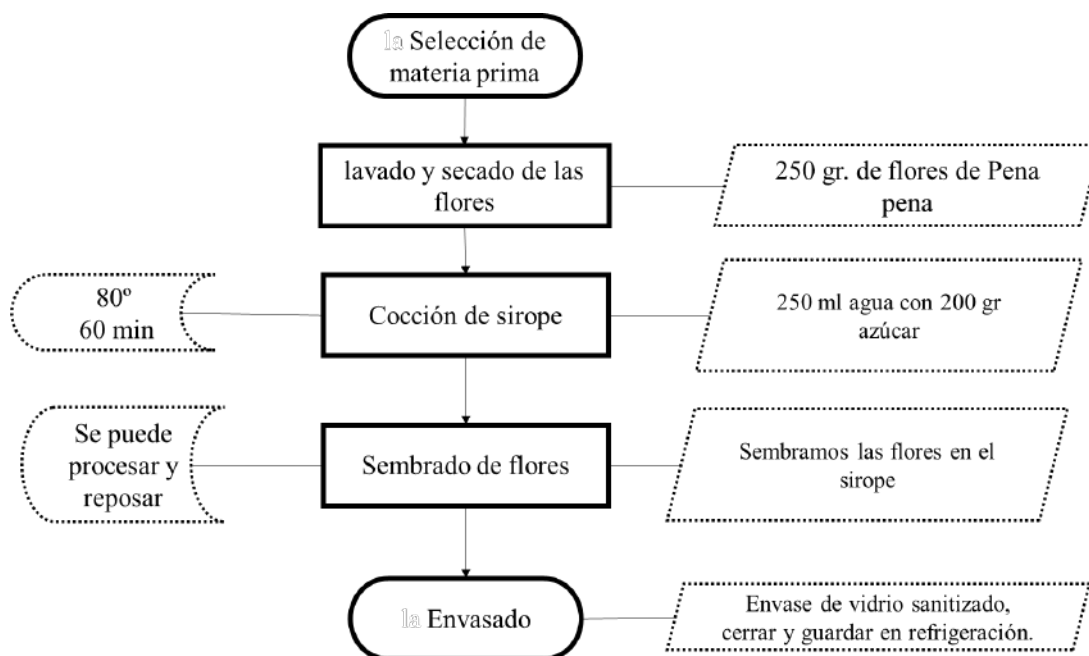 la Selección de
materia prima
lavado y secado de las
flores
250 gr. de flores de Pena
pena
80º
60 min
Cocción de sirope
250 ml agua con 200 gr
azúcar
Se puede
procesar y
reposar
Sembrado de flores
Sembramos las flores en el
sirope
la Envasado
Envase de vidrio sanitizado,
cerrar y guardar en refrigeración.